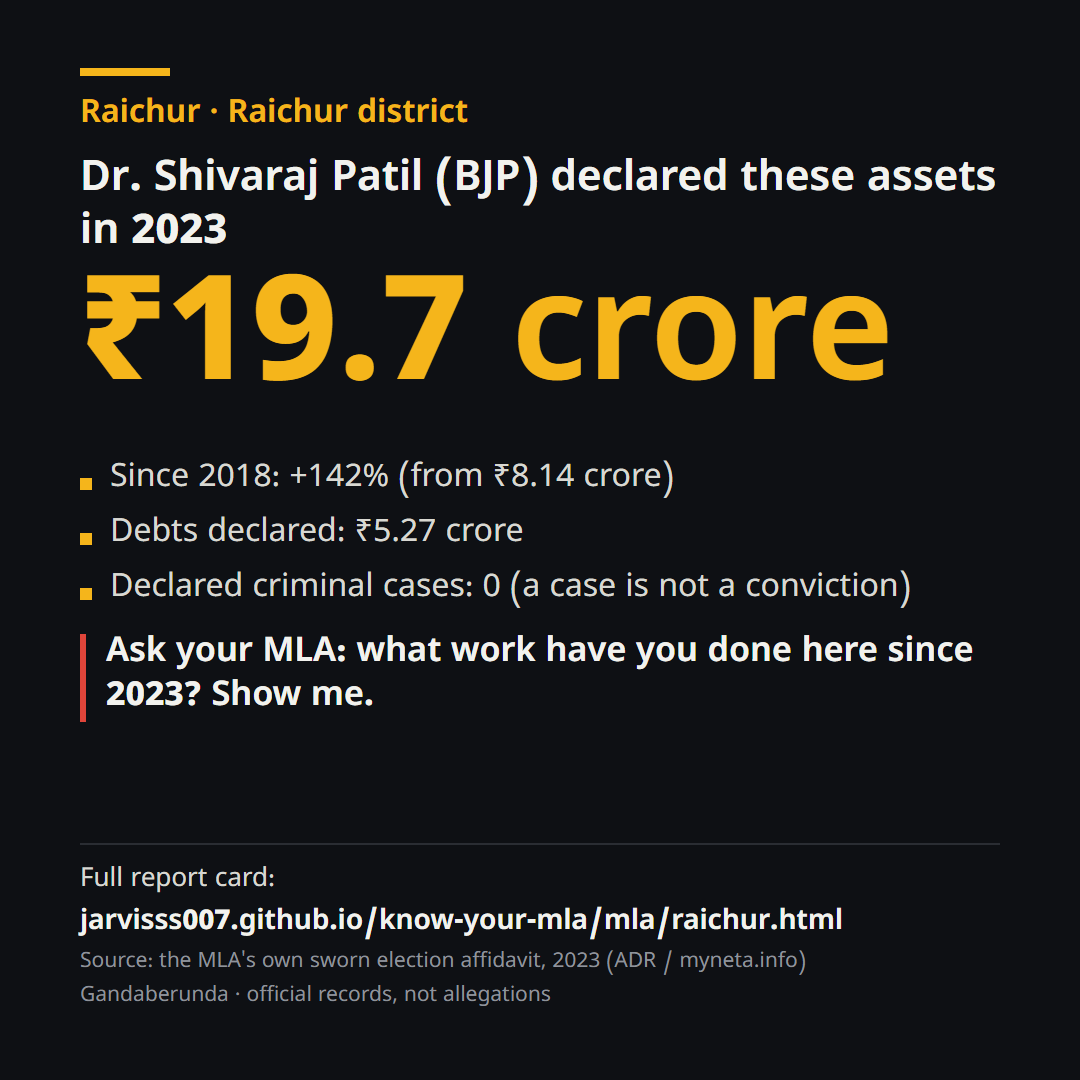 Raichur · Raichur district
Dr. Shivaraj Patil (BJP) declared these assets
in 2023
₹19.7 crore
Since 2018: +142% (from ₹8.14 crore)
Debts declared: ₹5.27 crore
Declared criminal cases: 0 (a case is not a conviction)
Ask your MLA: what work have you done here since
2023? Show me.
Full report card:
jarvisss007.github.io/know-your-mla/mla/raichur.html
Source: the MLA's own sworn election affidavit, 2023 (ADR / myneta.info)
Gandaberunda · official records, not allegations